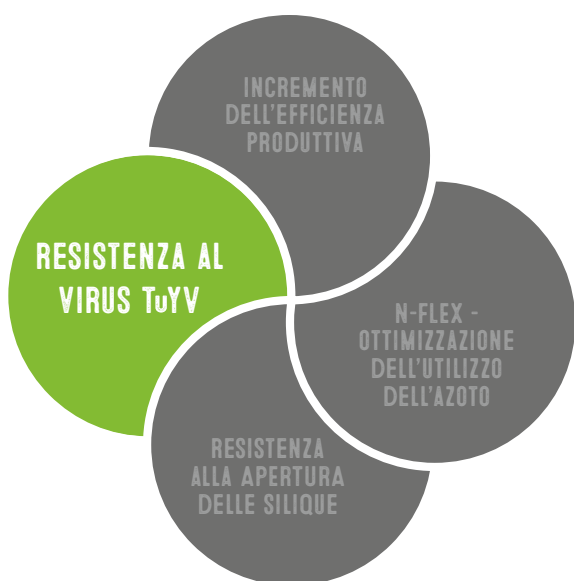 INCREMENTO
DELL'EFFICIENZA
PRODUTTIVA
RESISTENZA AL
VIRUS TuYV
N-FLEX -
OTTIMIZZAZIONE
DELL'UTILIZZO
DELL'AZOTO
RESISTENZA
ALLA APERTURA
DELLE SILIQUE